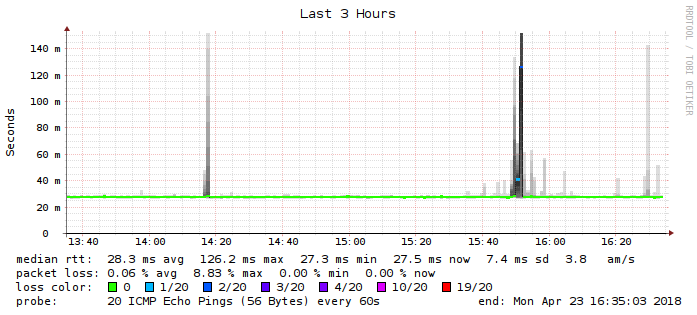 Last 3 Hours
RRDTOOL / TOBI OETIKER
Seconds
140 m
120 m
100 m
80 m
60 m
40 m
20 m
0
13:40 14:00 14:20 14:40 15:00 15:20 15:40 16:00 16:20
median rtt: 28.3 ms avg 126.2 ms max 27.3 ms min 27.5 ms now 7.4 ms sd 3.8 am/s
packet loss: 0.06 % avg 8.83 % max 0.00 % min 0.00 % now
loss color: 0 1/20 2/20 3/20 4/20 10/20 19/20
probe: 20 ICMP Echo Pings (56 Bytes) every 60s end: Mon Apr 23 16:35:03 2018